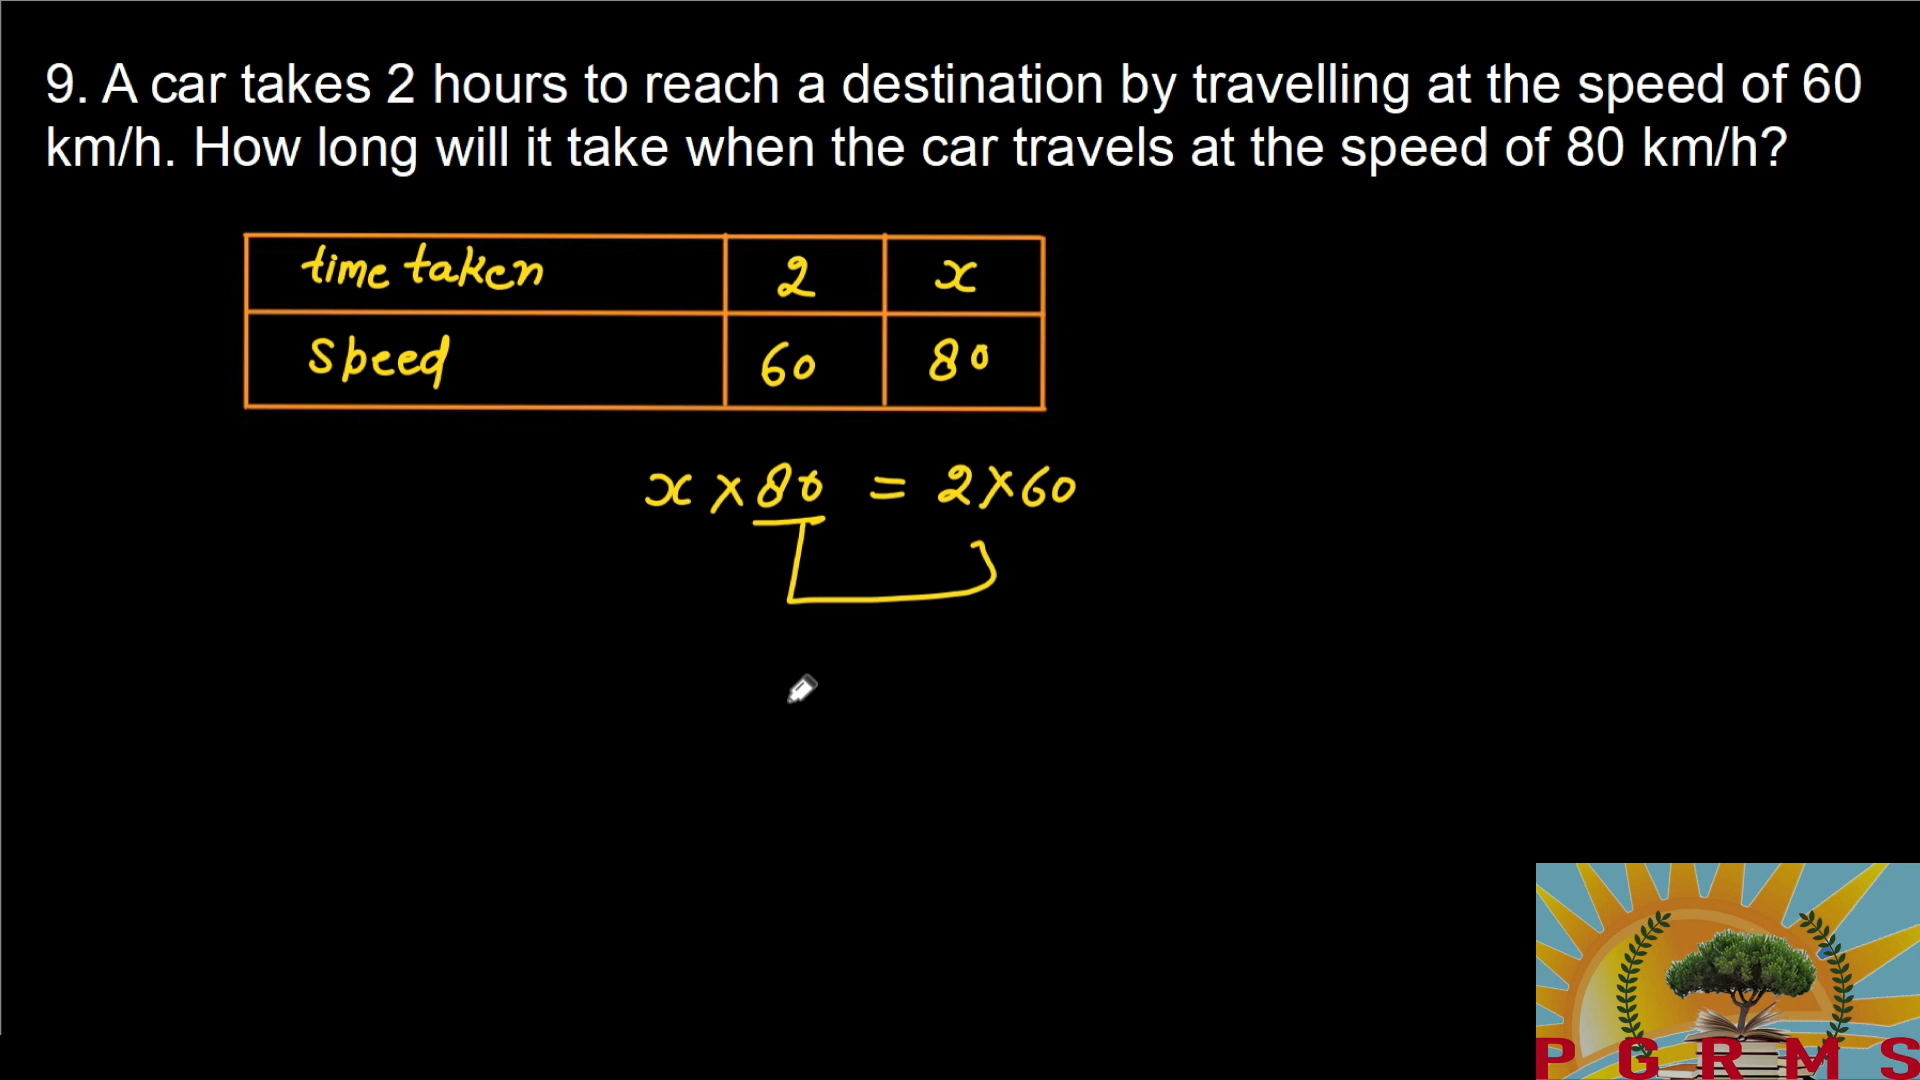 9. A car takes 2 hours to reach a destination by travelling at the speed of 60
km/h. How long will it take when the car travels at the speed of 80 km/h?
time taken 2 x
Speed 60 80
x × 80 = 2 × 60
P G R M S